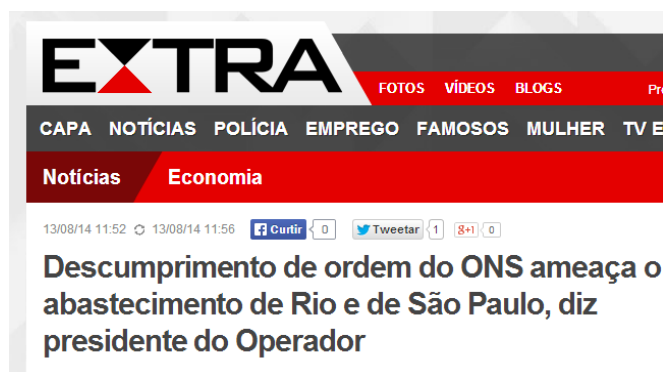 EXTRA
FOTOS VÍDEOS BLOGS
CAPA NOTÍCIAS POLÍCIA EMPREGO FAMOSOS MULHER TV
Notícias Economia
13/08/14 11:52 13/08/14 11:56 Curtir 0 Tweetar 1 g+1 0
Descumprimento de ordem do ONS ameaça o
abastecimento de Rio e de São Paulo, diz
presidente do Operador